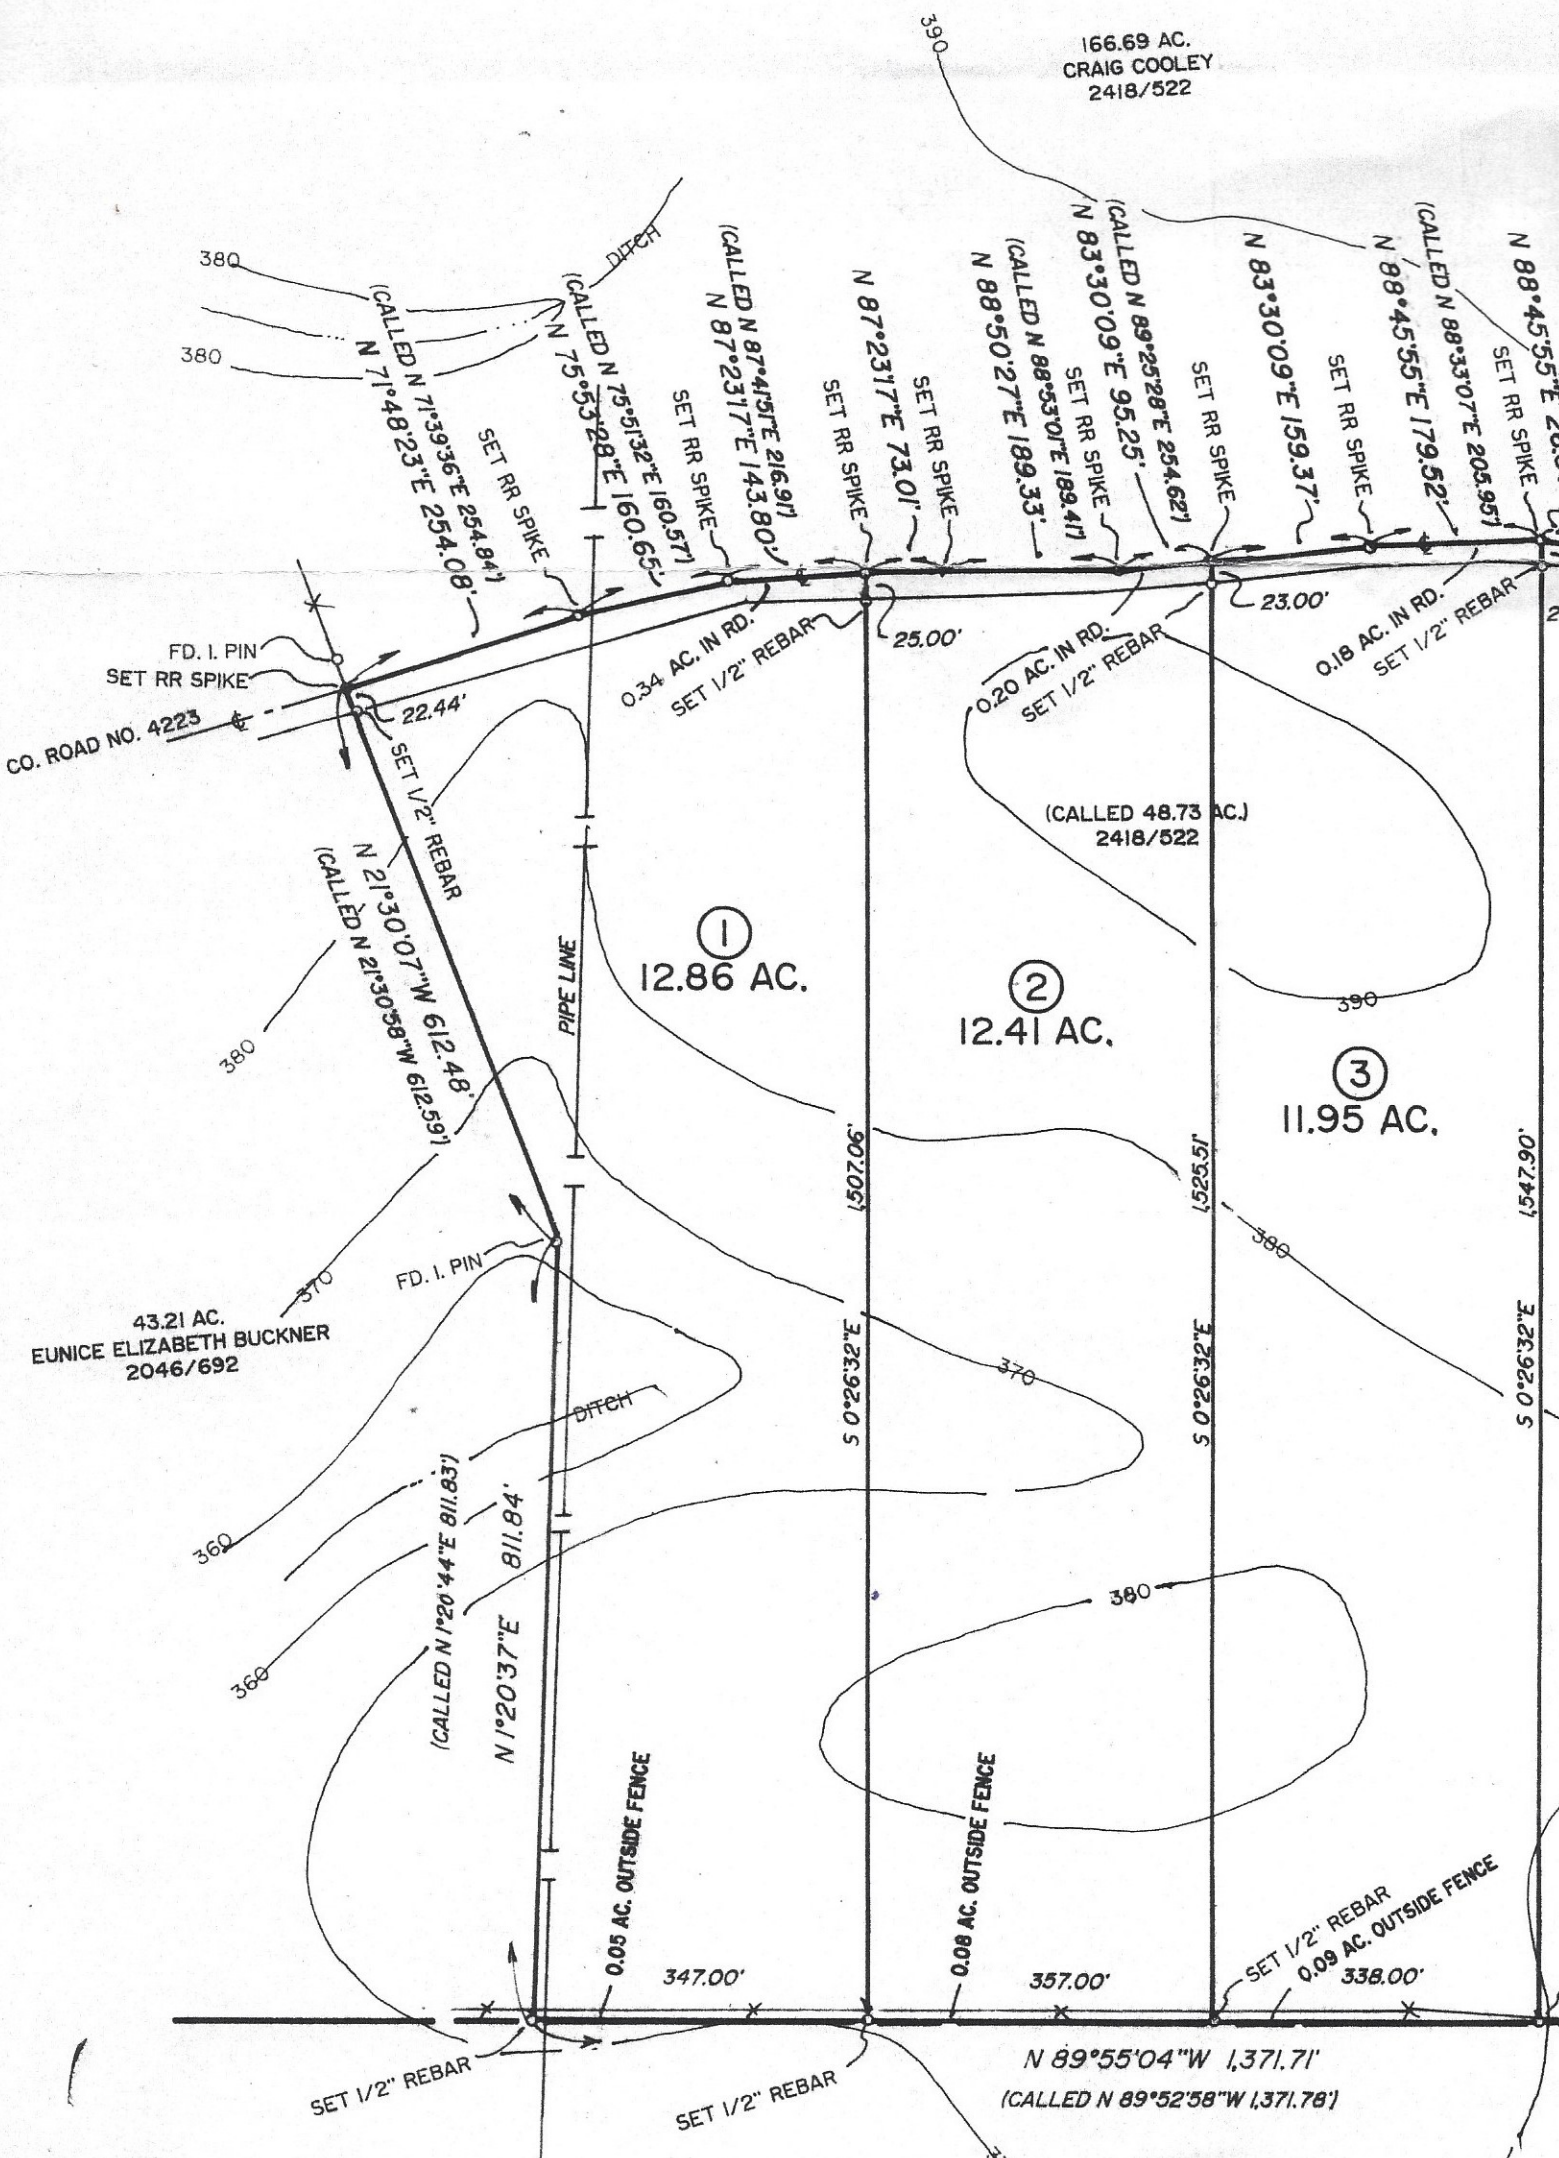 390
166.69 AC.
CRAIG COOLEY
2418/522
380
DITCH
380
(CALLED N 71°39'36"E 254.84')
N 71°48'23"E 254.08'
SET RR SPIKE
(CALLED N 75°51'32"E 160.57')
N 75°53'28"E 160.65'
SET RR SPIKE
(CALLED N 87°41'51"E 216.91')
N 87°23'17"E 143.80'
SET RR SPIKE
N 87°23'17"E 73.01'
SET RR SPIKE
(CALLED N 88°53'01"E 189.41')
N 88°50'27"E 189.33'
SET RR SPIKE
(CALLED N 89°25'28"E 254.62')
N 83°30'09"E 95.25'
SET RR SPIKE
N 83°30'09"E 159.37'
SET RR SPIKE
(CALLED N 88°33'07"E 205.95')
N 88°45'55"E 179.52'
SET RR SPIKE
N 88°45'55"E
FD. I. PIN
SET RR SPIKE
CO. ROAD NO. 4223
22.44'
SET 1/2" REBAR
0.34 AC. IN RD.
SET 1/2" REBAR
25.00'
0.20 AC. IN RD.
SET 1/2" REBAR
23.00'
0.18 AC. IN RD.
SET 1/2" REBAR
N 21°30'07"W 612.48'
(CALLED N 21°30'58"W 612.59')
(CALLED 48.73 AC.)
2418/522
1
12.86 AC.
2
12.41 AC.
3
11.95 AC.
PIPE LINE
380
390
1,507.06'
S 0°26'32"E
1,525.51'
S 0°26'32"E
1,547.90'
S 0°26'32"E
380
370
FD. I. PIN
43.21 AC.
EUNICE ELIZABETH BUCKNER
2046/692
370
DITCH
360
360
(CALLED N 1°20'44"E 811.83')
N 1°20'37"E 811.84'
380
0.05 AC. OUTSIDE FENCE
0.08 AC. OUTSIDE FENCE
SET 1/2" REBAR
0.09 AC. OUTSIDE FENCE
347.00'
357.00'
338.00'
N 89°55'04"W 1,371.71'
(CALLED N 89°52'58"W 1,371.78')
SET 1/2" REBAR
SET 1/2" REBAR